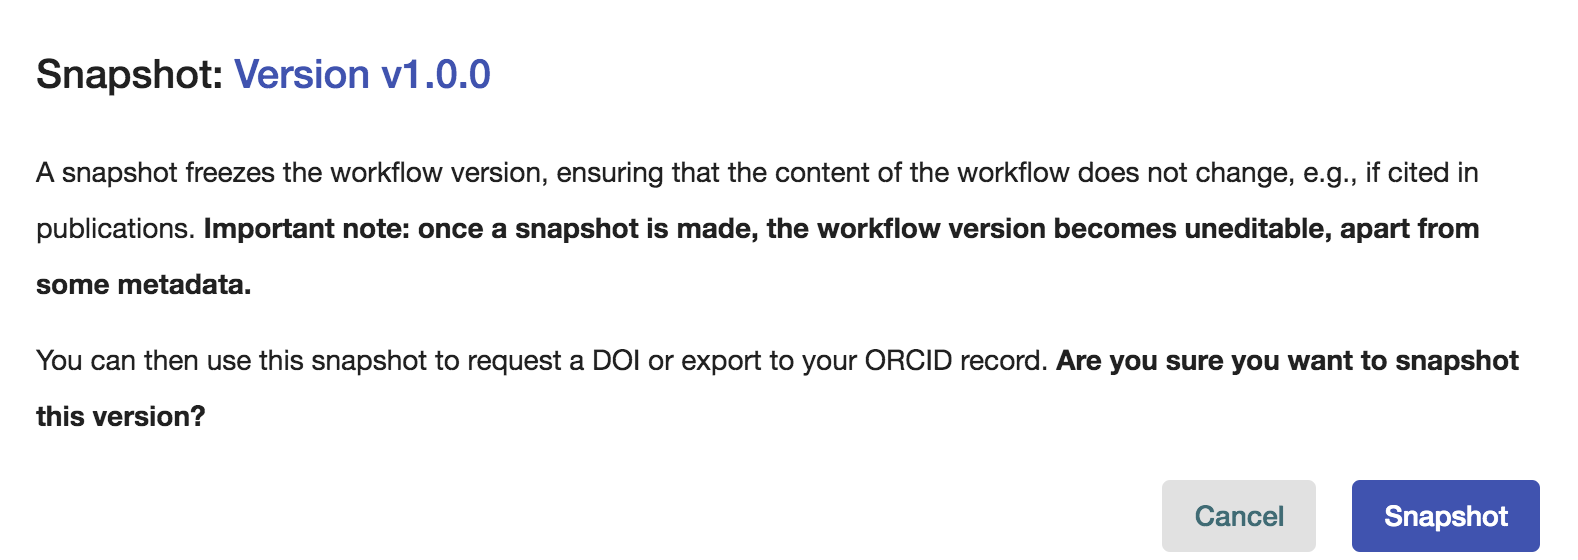 Snapshot: Version v1.0.0
A snapshot freezes the workflow version, ensuring that the content of the workflow does not change, e.g., if cited in
publications. Important note: once a snapshot is made, the workflow version becomes uneditable, apart from
some metadata.
You can then use this snapshot to request a DOI or export to your ORCID record. Are you sure you want to snapshot
this version?
Cancel Snapshot